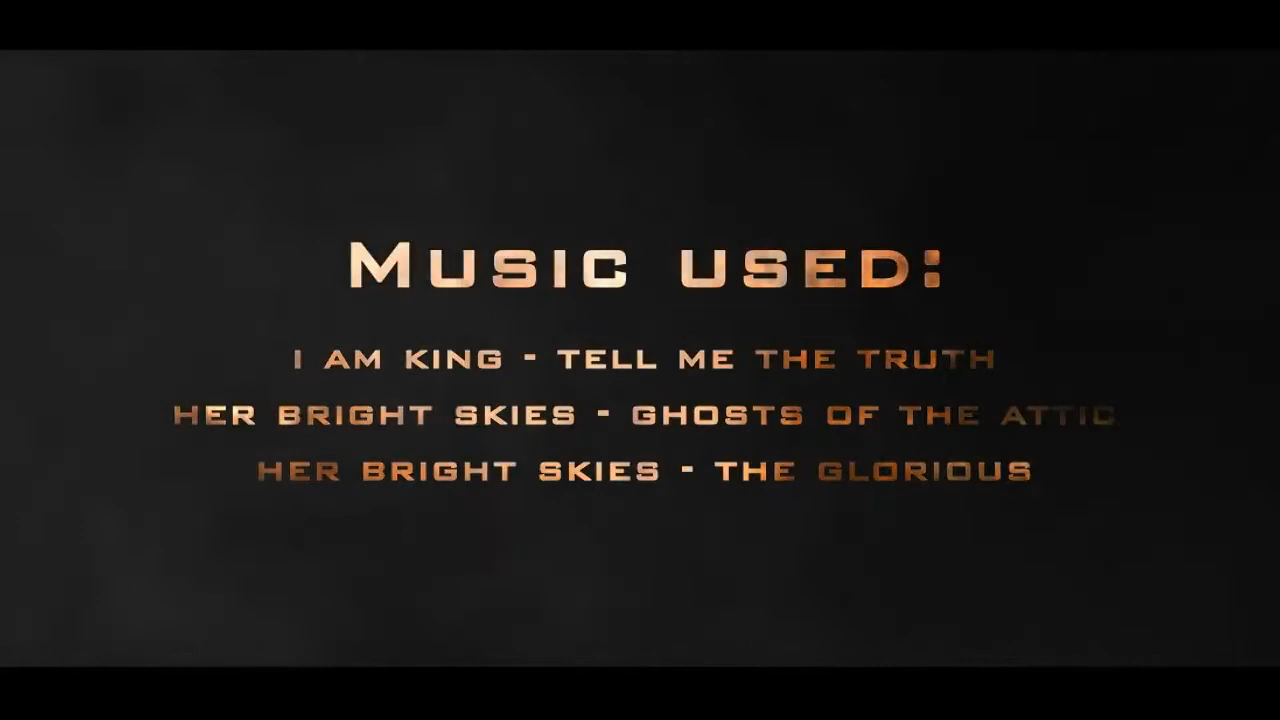 Music used:
I AM KING - TELL ME THE TRUTH
HER BRIGHT SKIES - GHOSTS OF THE ATTIC
HER BRIGHT SKIES - THE GLORIOUS